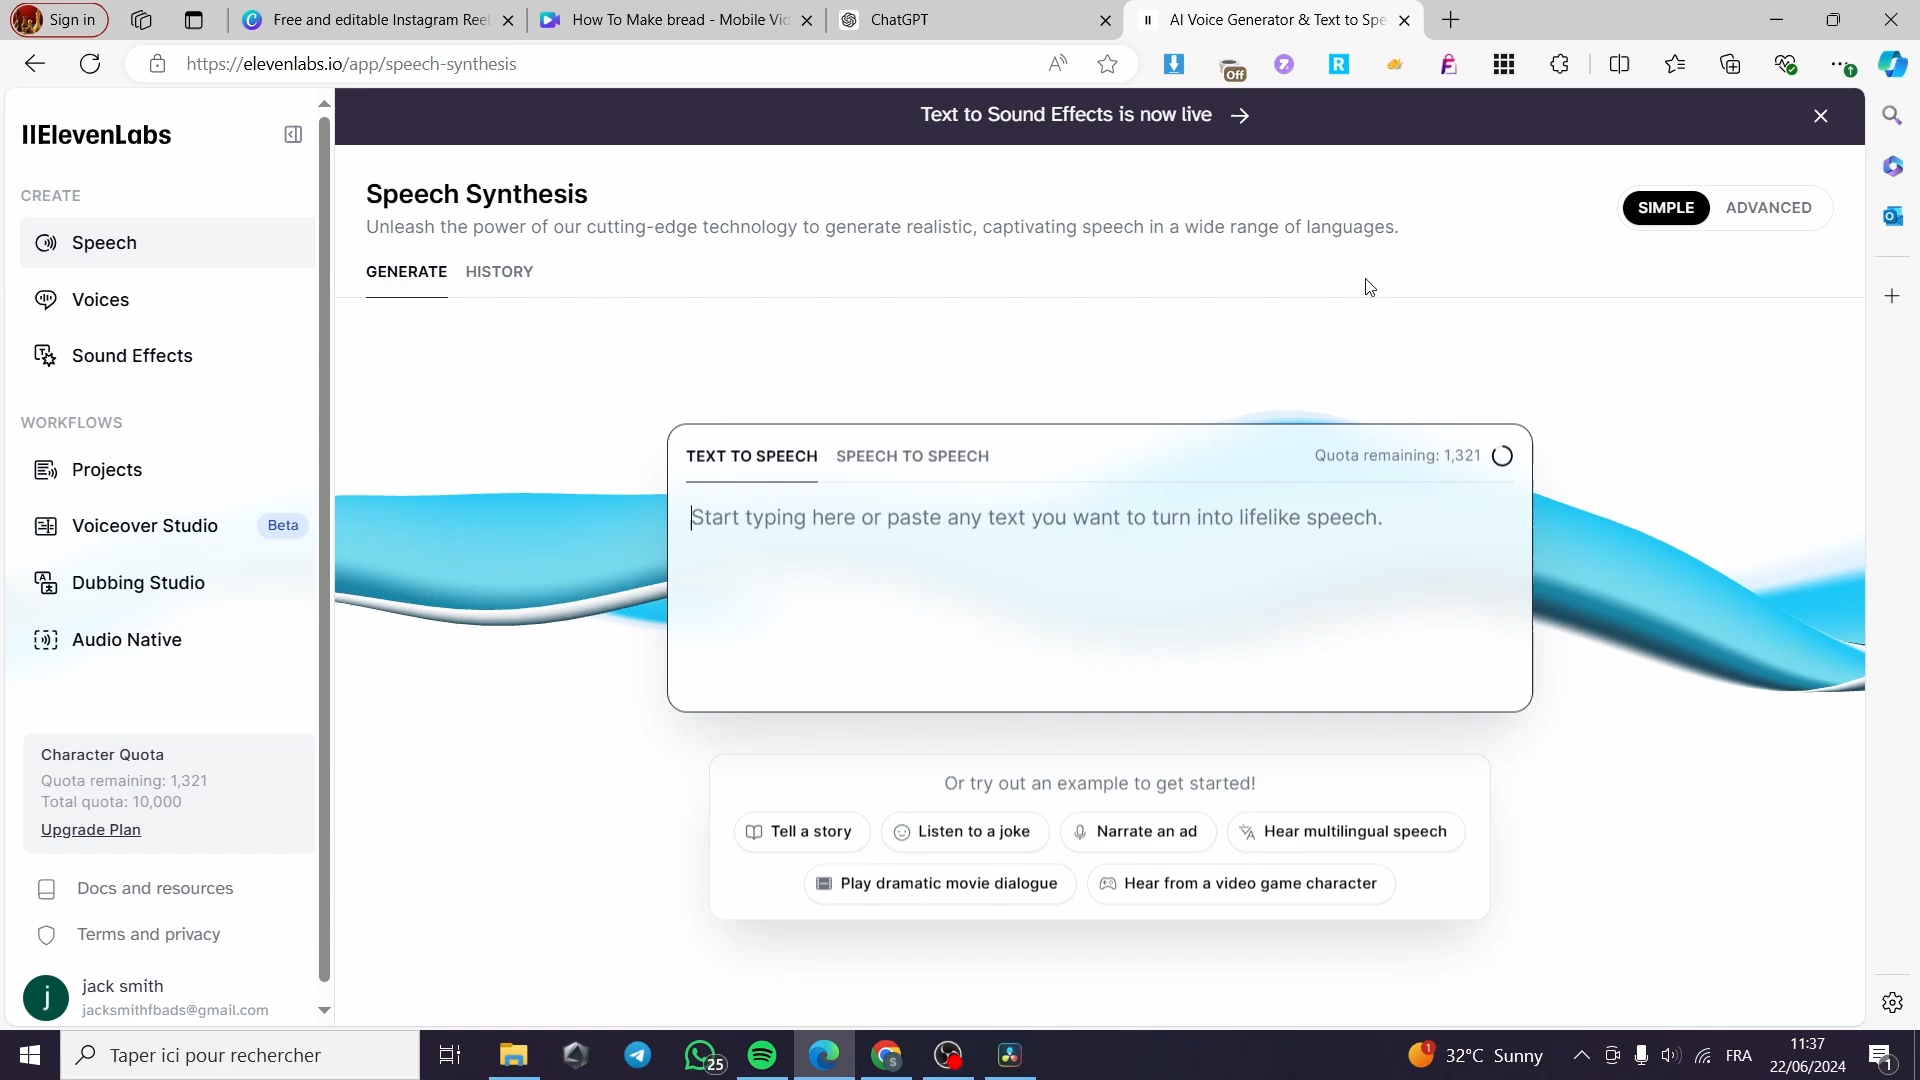 Sign in
Free and editable Instagram Reel
How To Make bread - Mobile Vid
ChatGPT
AI Voice Generator & Text to Spe
https://elevenlabs.io/app/speech-synthesis
Off
Text to Sound Effects is now live
IIElevenLabs
CREATE
Speech
Voices
Sound Effects
WORKFLOWS
Projects
Voiceover Studio
Beta
Dubbing Studio
Audio Native
Character Quota
Quota remaining: 1,321
Total quota: 10,000
Upgrade Plan
Docs and resources
Terms and privacy
j
jack smith
jacksmithfbads@gmail.com
Speech Synthesis
SIMPLE
ADVANCED
Unleash the power of our cutting-edge technology to generate realistic, captivating speech in a wide range of languages.
GENERATE
HISTORY
TEXT TO SPEECH
SPEECH TO SPEECH
Quota remaining: 1,321
Start typing here or paste any text you want to turn into lifelike speech.
Or try out an example to get started!
Tell a story
Listen to a joke
Narrate an ad
Hear multilingual speech
Play dramatic movie dialogue
Hear from a video game character
Taper ici pour rechercher
25
1
32°C Sunny
FRA
11:37
22/06/2024
1